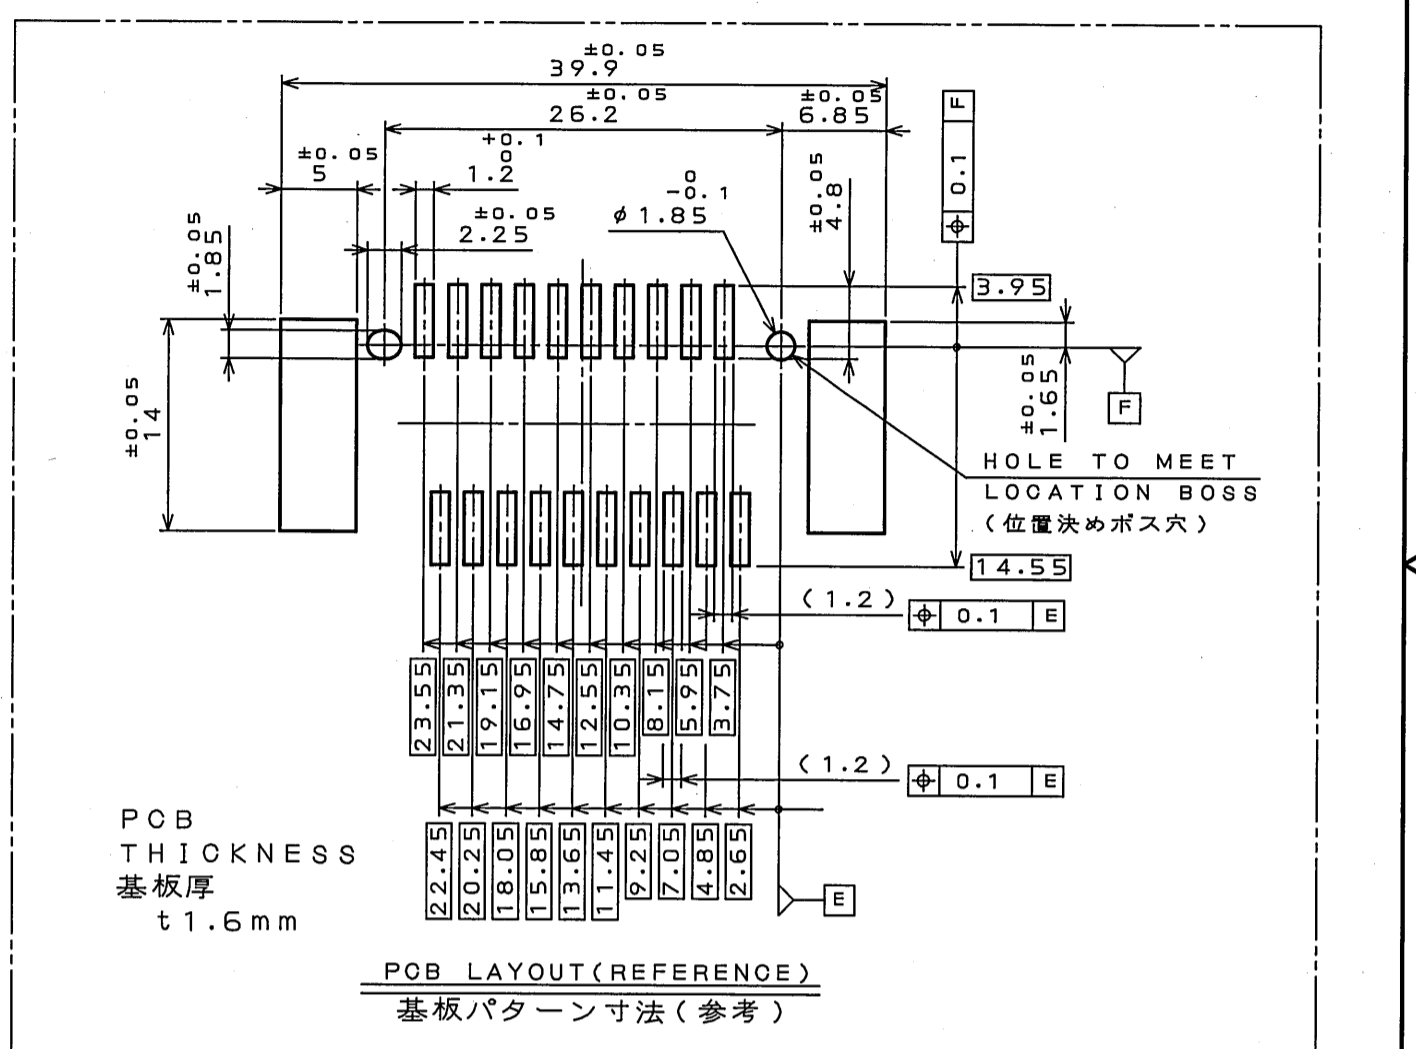 ±0.05
39.9
±0.05
26.2
±0.05
6.85
+0.1
0
1.2
±0.05
5
±0.05
2.25
0
-0.1
φ1.85
±0.05
4.8
⌖ 0.1 F
±0.05
1.85
3.95
±0.05
14
±0.05
1.65
F
HOLE TO MEET
LOCATION BOSS
(位置決めボス穴)
14.55
(1.2) ⌖ 0.1 E
23.55 21.35 19.15 16.95 14.75 12.55 10.35 8.15 5.95 3.75
(1.2) ⌖ 0.1 E
22.45 20.25 18.05 15.85 13.65 11.45 9.25 7.05 4.85 2.65
E
PCB
THICKNESS
基板厚
t1.6mm
PCB LAYOUT(REFERENCE)
基板パターン寸法(参考)